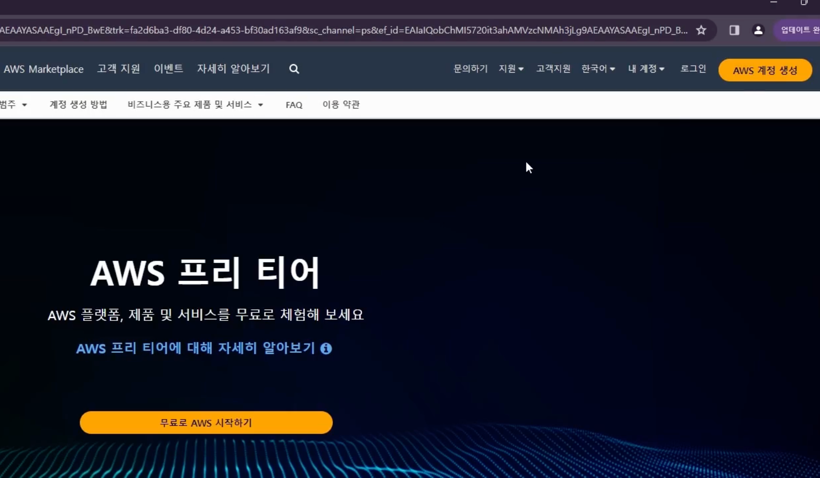 AEAAYASAAEgI_nPD_BwE&trk=fa2d6ba3-df80-4d24-a453-bf30ad163af9&sc_channel=ps&ef_id=EAIaIQobChMI5720it3ahAMVzcNMAh3jLg9AEAAYASAAEgI_nPD_B...
업데이트 완
AWS Marketplace 고객 지원 이벤트 자세히 알아보기 문의하기 지원 고객지원 한국어 내 계정 로그인 AWS 계정 생성
범주 계정 생성 방법 비즈니스용 주요 제품 및 서비스 FAQ 이용 약관
AWS 프리 티어
AWS 플랫폼, 제품 및 서비스를 무료로 체험해 보세요
AWS 프리 티어에 대해 자세히 알아보기
무료로 AWS 시작하기